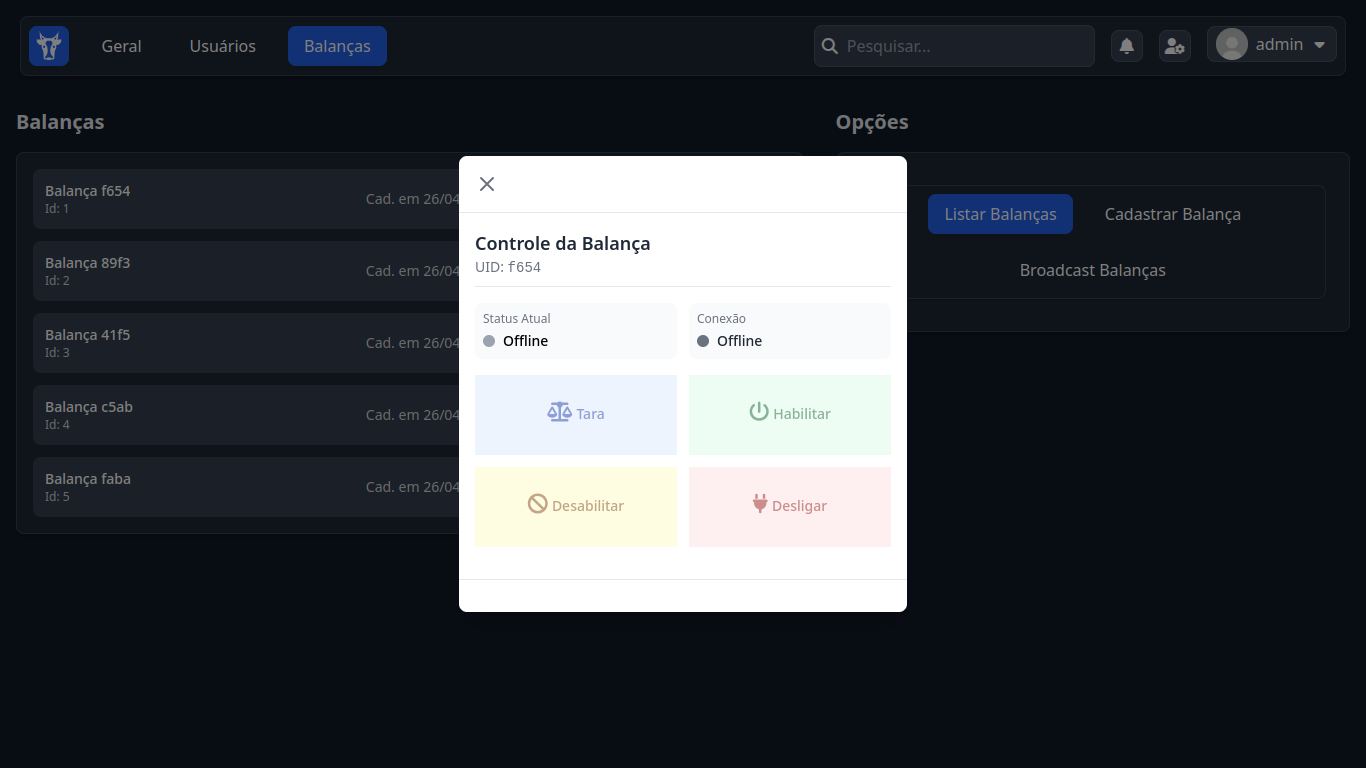 Geral
Usuários
Balanças
Pesquisar...
admin
Balanças
Opções
Balança f654
Id: 1
Cad. em 26/04
Balança 89f3
Id: 2
Cad. em 26/04
Balança 41f5
Id: 3
Cad. em 26/04
Balança c5ab
Id: 4
Cad. em 26/04
Balança faba
Id: 5
Cad. em 26/04
Listar Balanças
Cadastrar Balança
Broadcast Balanças
Controle da Balança
UID: f654
Status Atual
Offline
Conexão
Offline
Tara
Habilitar
Desabilitar
Desligar